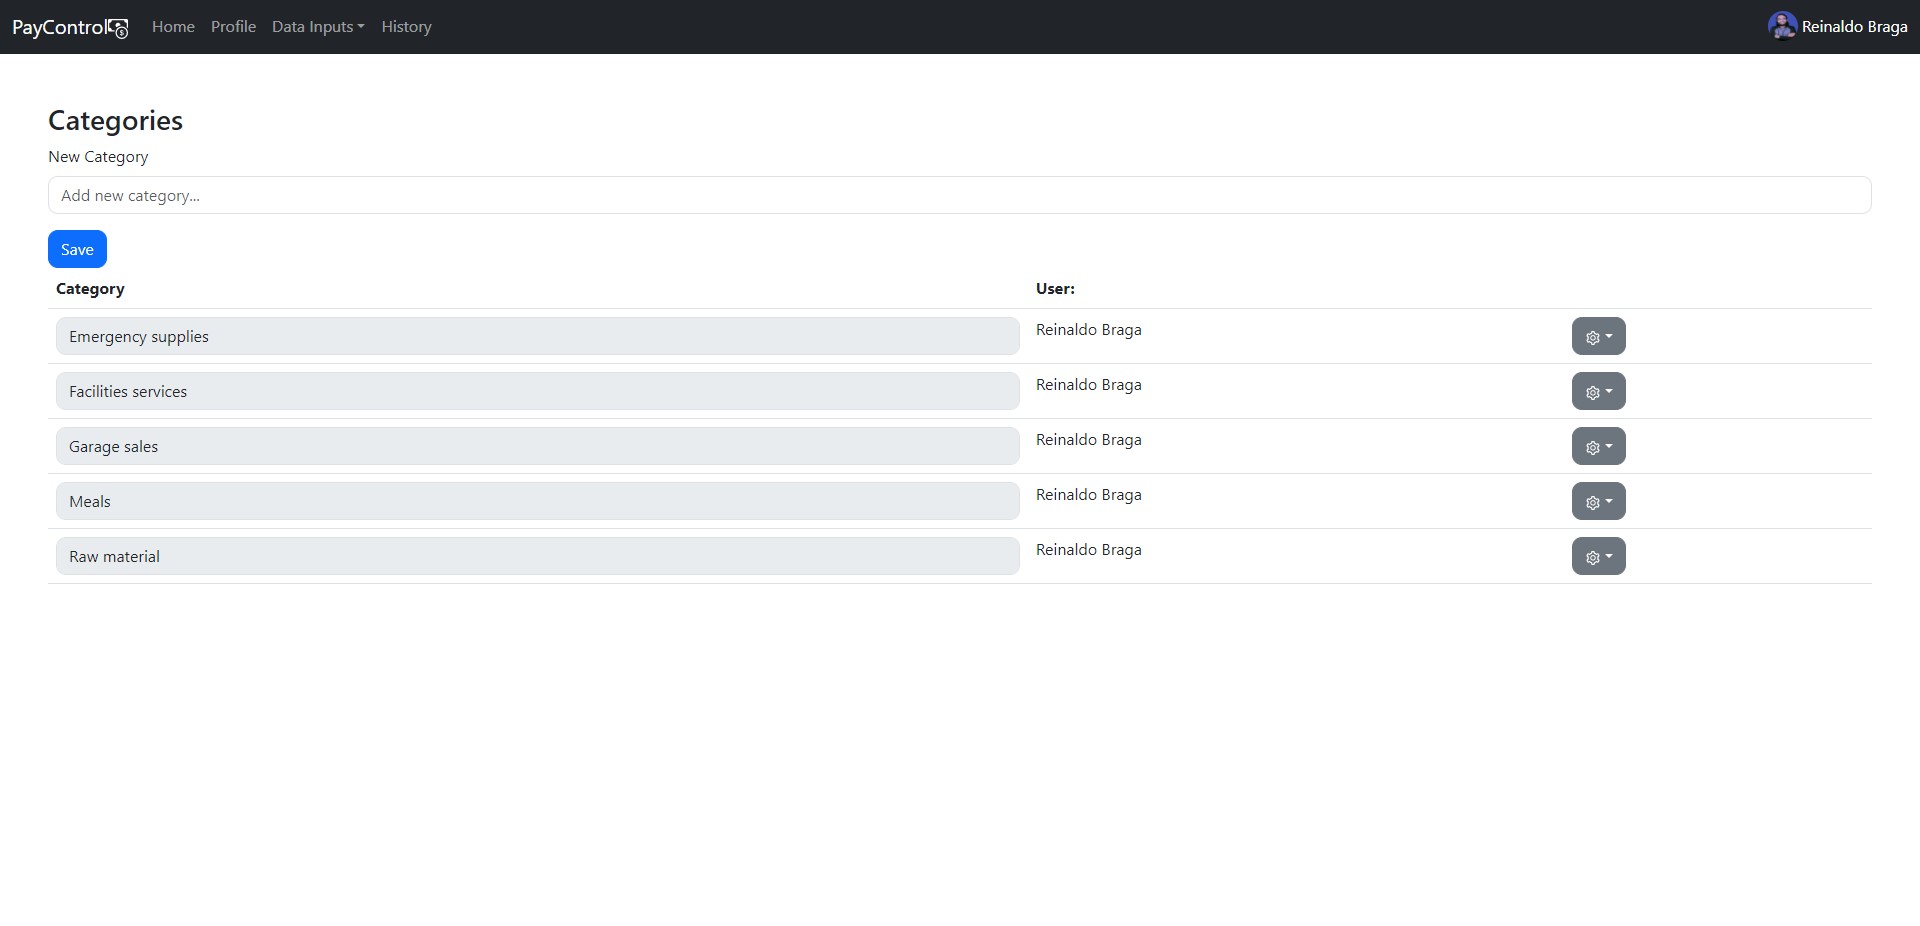 PayControl Home Profile Data Inputs History Reinaldo Braga
Categories
New Category
Add new category...
Save
Category User:
Emergency supplies Reinaldo Braga
Facilities services Reinaldo Braga
Garage sales Reinaldo Braga
Meals Reinaldo Braga
Raw material Reinaldo Braga